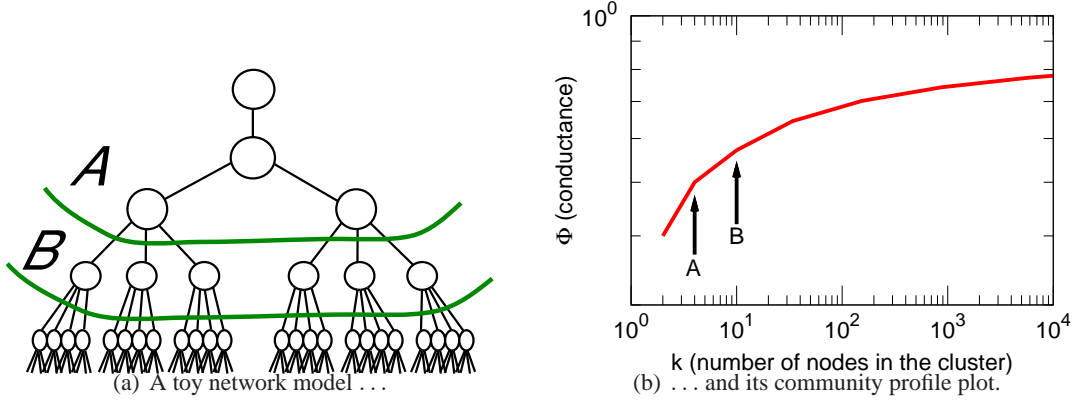 A
B
(a) A toy network model . . .
10^0
Φ (conductance)
A
B
10^0 10^1 10^2 10^3 10^4
k (number of nodes in the cluster)
(b) . . . and its community profile plot.